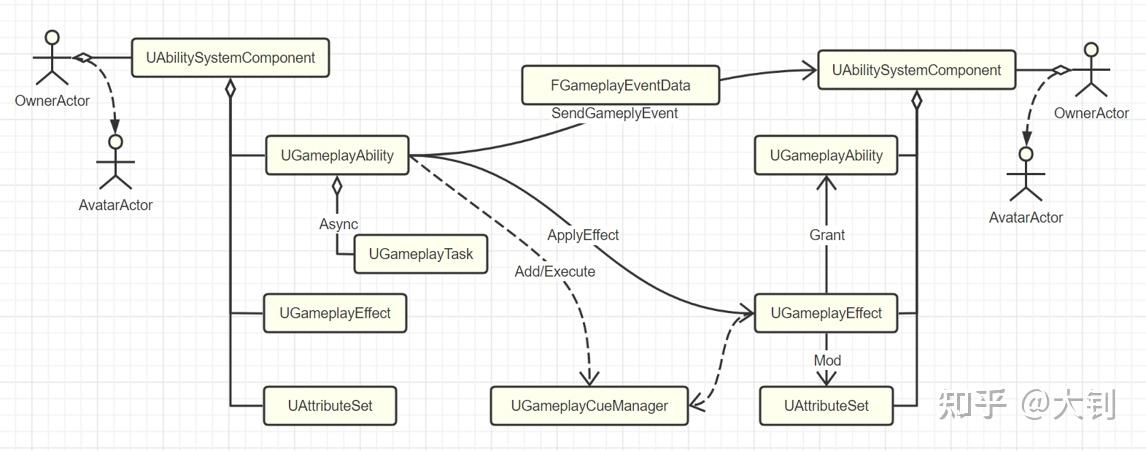 UAbilitySystemComponent
OwnerActor
AvatarActor
UGameplayAbility
Async
UGameplayTask
UGameplayEffect
UAttributeSet
FGameplayEventData
SendGameplyEvent
ApplyEffect
Add/Execute
UGameplayCueManager
UAbilitySystemComponent
OwnerActor
AvatarActor
UGameplayAbility
Grant
UGameplayEffect
Mod
UAttributeSet
知乎 @大钊